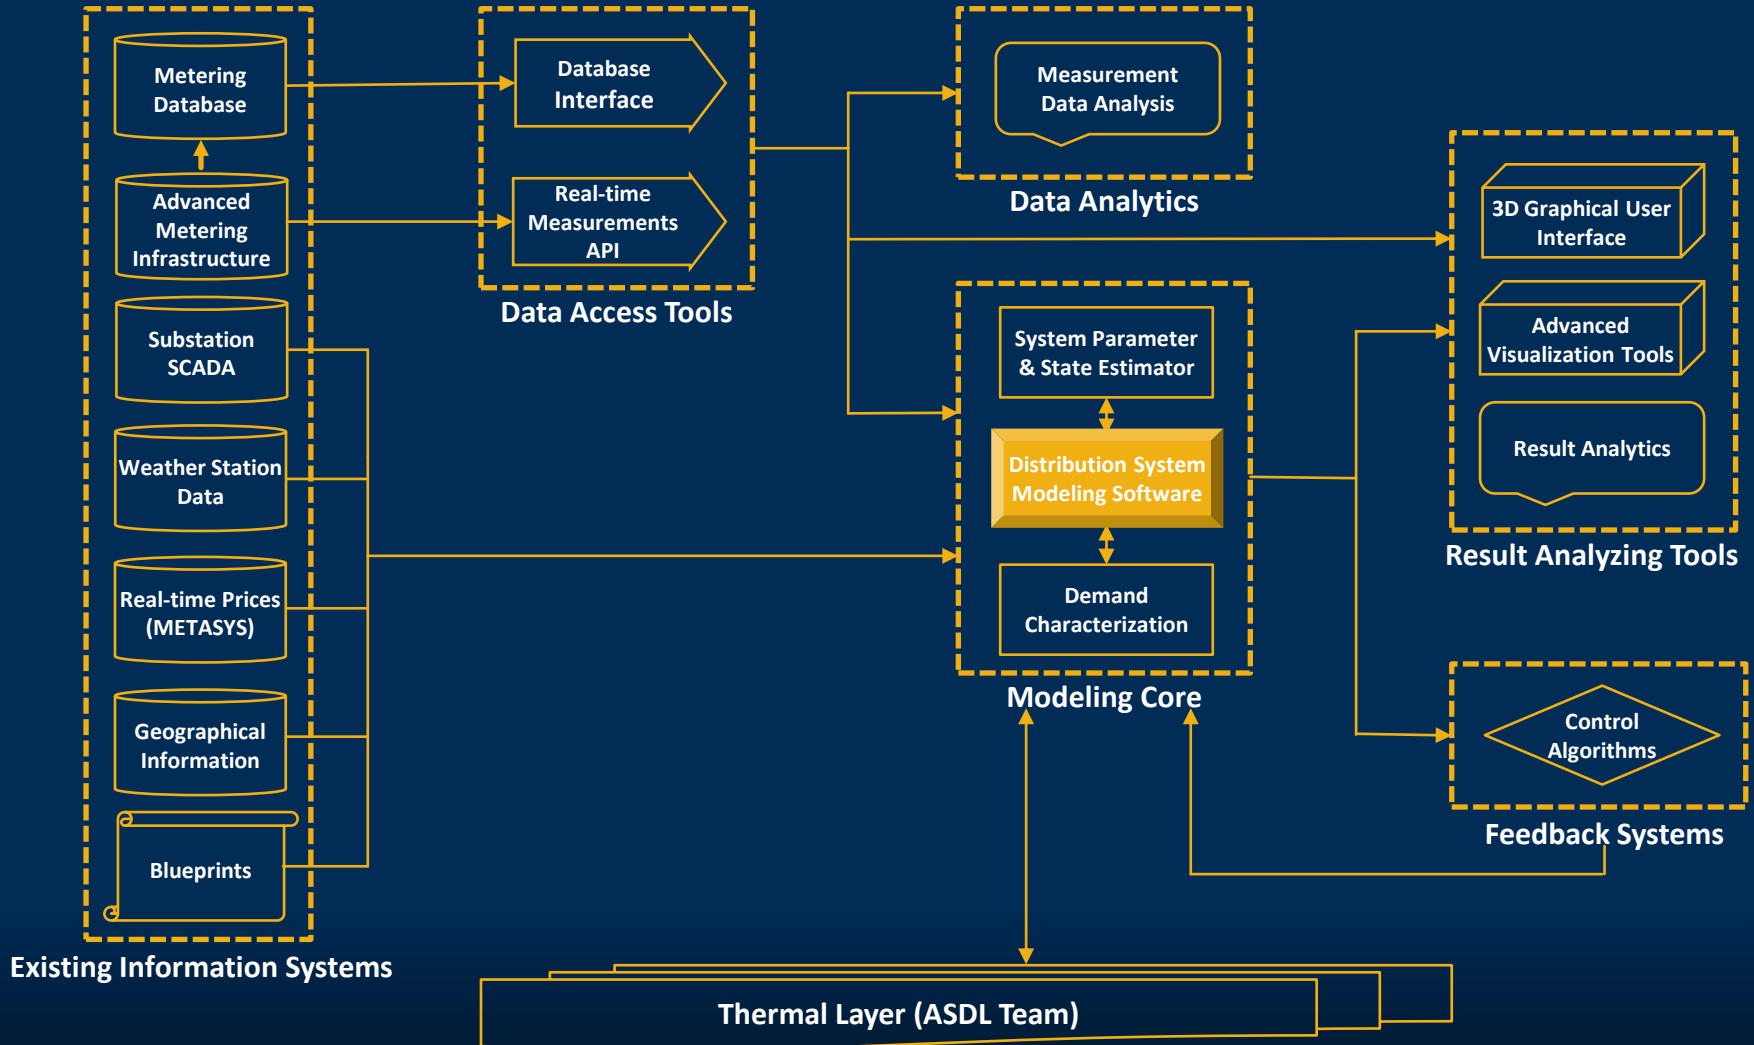 Metering
Database
Advanced
Metering
Infrastructure
Substation
SCADA
Weather Station
Data
Real-time Prices
(METASYS)
Geographical
Information
Blueprints
Existing Information Systems
Database
Interface
Real-time
Measurements
API
Data Access Tools
Measurement
Data Analysis
Data Analytics
System Parameter
& State Estimator
Distribution System
Modeling Software
Demand
Characterization
Modeling Core
3D Graphical User
Interface
Advanced
Visualization Tools
Result Analytics
Result Analyzing Tools
Control
Algorithms
Feedback Systems
Thermal Layer (ASDL Team)